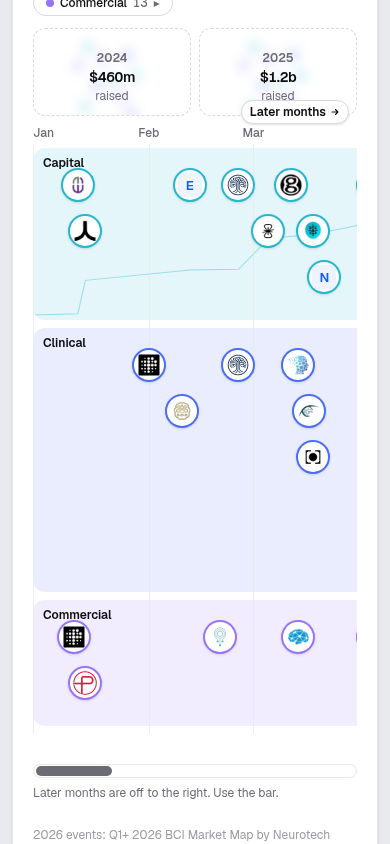 Commercial 13 ▸
2024
$460m
raised
2025
$1.2b
raised
Later months →
Jan
Feb
Mar
Capital
E
N
Clinical
Commercial
Later months are off to the right. Use the bar.
2026 events: Q1+ 2026 BCI Market Map by Neurotech